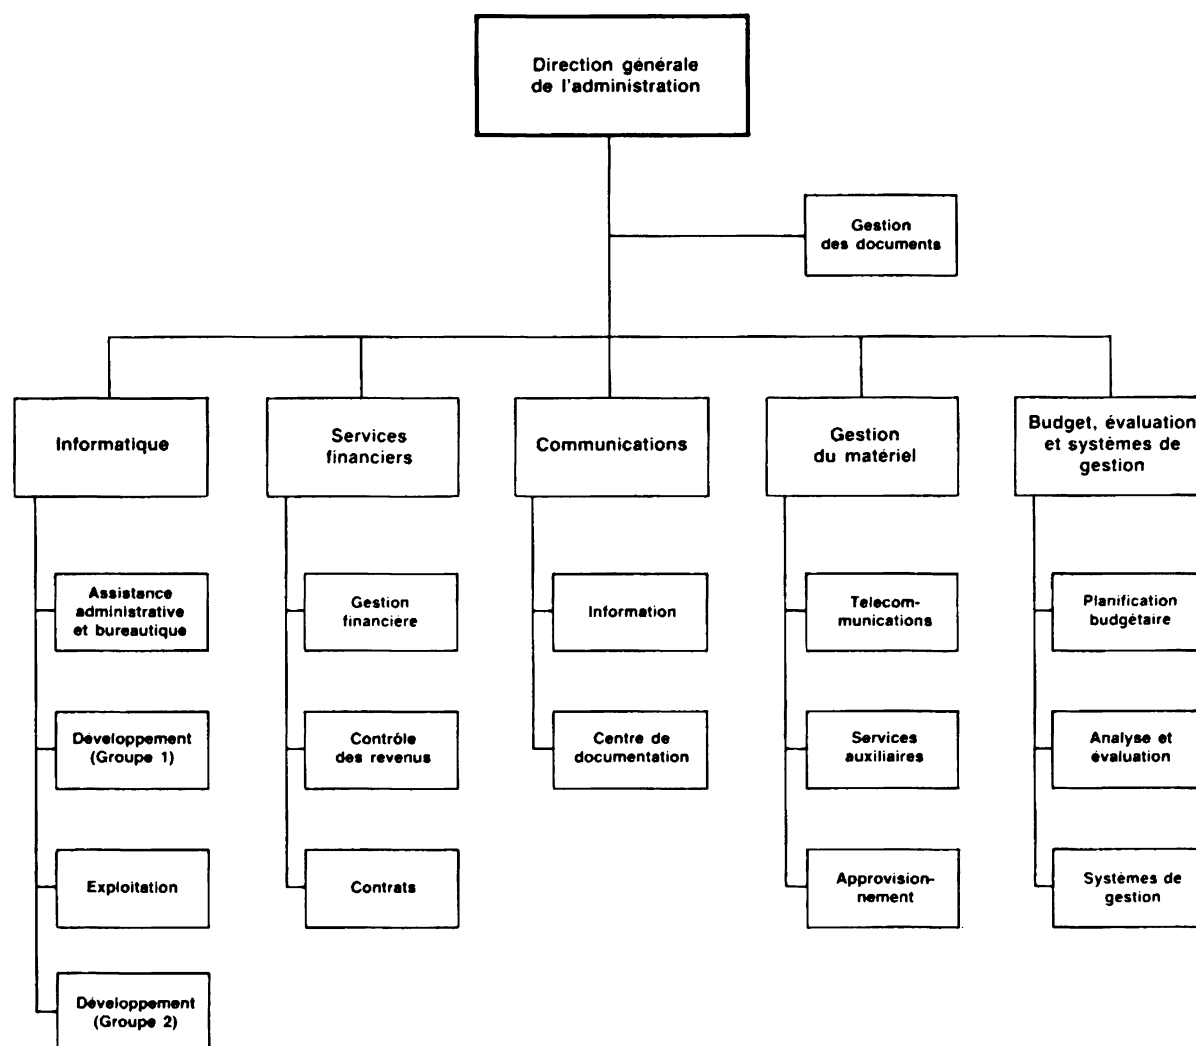 Direction générale
de l'administration
Gestion
des documents
Informatique
Services
financiers
Communications
Gestion
du matériel
Budget, évaluation
et systèmes de
gestion
Assistance
administrative
et bureautique
Gestion
financière
Information
Telecom-
munications
Planification
budgétaire
Développement
(Groupe 1)
Contrôle
des revenus
Centre de
documentation
Services
auxiliaires
Analyse et
évaluation
Exploitation
Contrats
Approvision-
nement
Systèmes de
gestion
Développement
(Groupe 2)